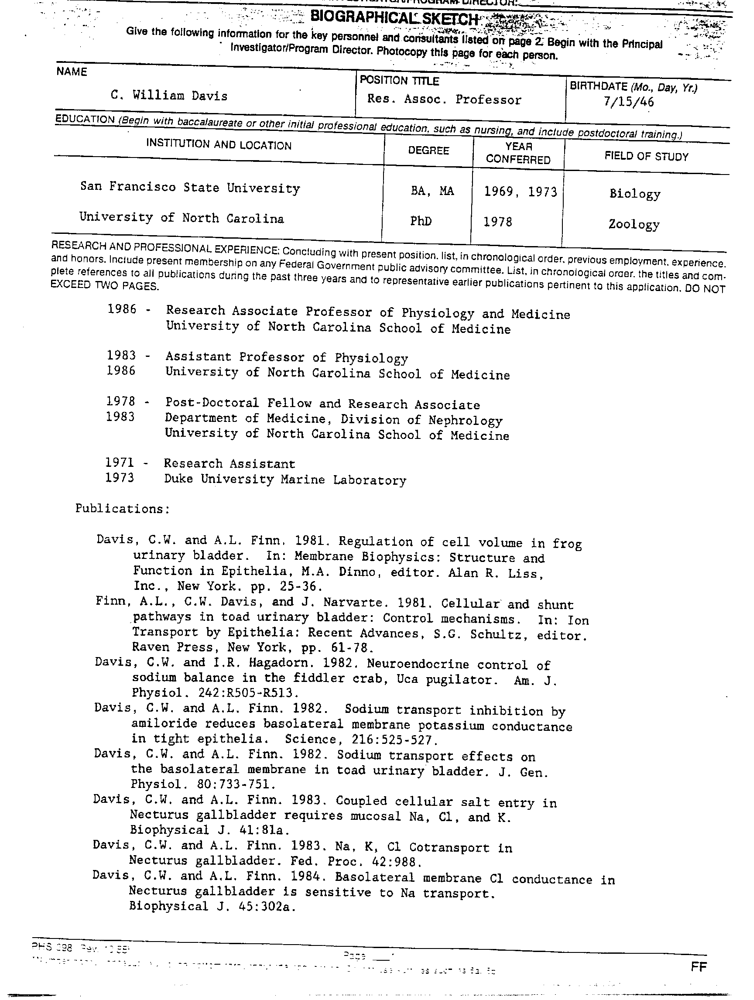 BIOGRAPHICAL SKETCH
Give the following information for the key personnel and consultants listed on page 2. Begin with the Principal
Investigator/Program Director. Photocopy this page for each person.
NAME
POSITION TITLE
BIRTHDATE (Mo., Day, Yr.)
C. William Davis
Res. Assoc. Professor
7/15/46
EDUCATION (Begin with baccalaureate or other initial professional education, such as nursing, and include postdoctoral training.)
INSTITUTION AND LOCATION
DEGREE
YEAR
CONFERRED
FIELD OF STUDY
San Francisco State University
BA, MA
1969, 1973
Biology
University of North Carolina
PhD
1978
Zoology
RESEARCH AND PROFESSIONAL EXPERIENCE: Concluding with present position, list, in chronological order, previous employment, experience,
and honors. Include present membership on any Federal Government public advisory committee. List, in chronological order, the titles and com-
plete references to all publications during the past three years and to representative earlier publications pertinent to this application. DO NOT
EXCEED TWO PAGES.
1986 - Research Associate Professor of Physiology and Medicine
University of North Carolina School of Medicine
1983 - Assistant Professor of Physiology
1986 University of North Carolina School of Medicine
1978 - Post-Doctoral Fellow and Research Associate
1983 Department of Medicine, Division of Nephrology
University of North Carolina School of Medicine
1971 - Research Assistant
1973 Duke University Marine Laboratory
Publications:
Davis, C.W. and A.L. Finn. 1981. Regulation of cell volume in frog
urinary bladder. In: Membrane Biophysics: Structure and
Function in Epithelia, M.A. Dinno, editor. Alan R. Liss,
Inc., New York. pp. 25-36.
Finn, A.L., C.W. Davis, and J. Narvarte. 1981. Cellular and shunt
pathways in toad urinary bladder: Control mechanisms. In: Ion
Transport by Epithelia: Recent Advances, S.G. Schultz, editor.
Raven Press, New York, pp. 61-78.
Davis, C.W. and I.R. Hagadorn. 1982. Neuroendocrine control of
sodium balance in the fiddler crab, Uca pugilator. Am. J.
Physiol. 242:R505-R513.
Davis, C.W. and A.L. Finn. 1982. Sodium transport inhibition by
amiloride reduces basolateral membrane potassium conductance
in tight epithelia. Science, 216:525-527.
Davis, C.W. and A.L. Finn. 1982. Sodium transport effects on
the basolateral membrane in toad urinary bladder. J. Gen.
Physiol. 80:733-751.
Davis, C.W. and A.L. Finn. 1983. Coupled cellular salt entry in
Necturus gallbladder requires mucosal Na, Cl, and K.
Biophysical J. 41:81a.
Davis, C.W. and A.L. Finn. 1983. Na, K, Cl Cotransport in
Necturus gallbladder. Fed. Proc. 42:988.
Davis, C.W. and A.L. Finn. 1984. Basolateral membrane Cl conductance in
Necturus gallbladder is sensitive to Na transport.
Biophysical J. 45:302a.
PHS 398
Page
FF